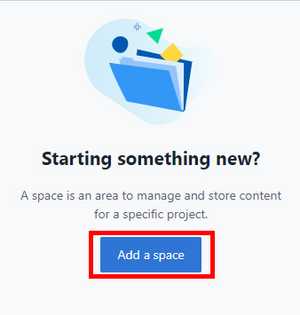 Starting something new?
A space is an area to manage and store content
for a specific project.
Add a space